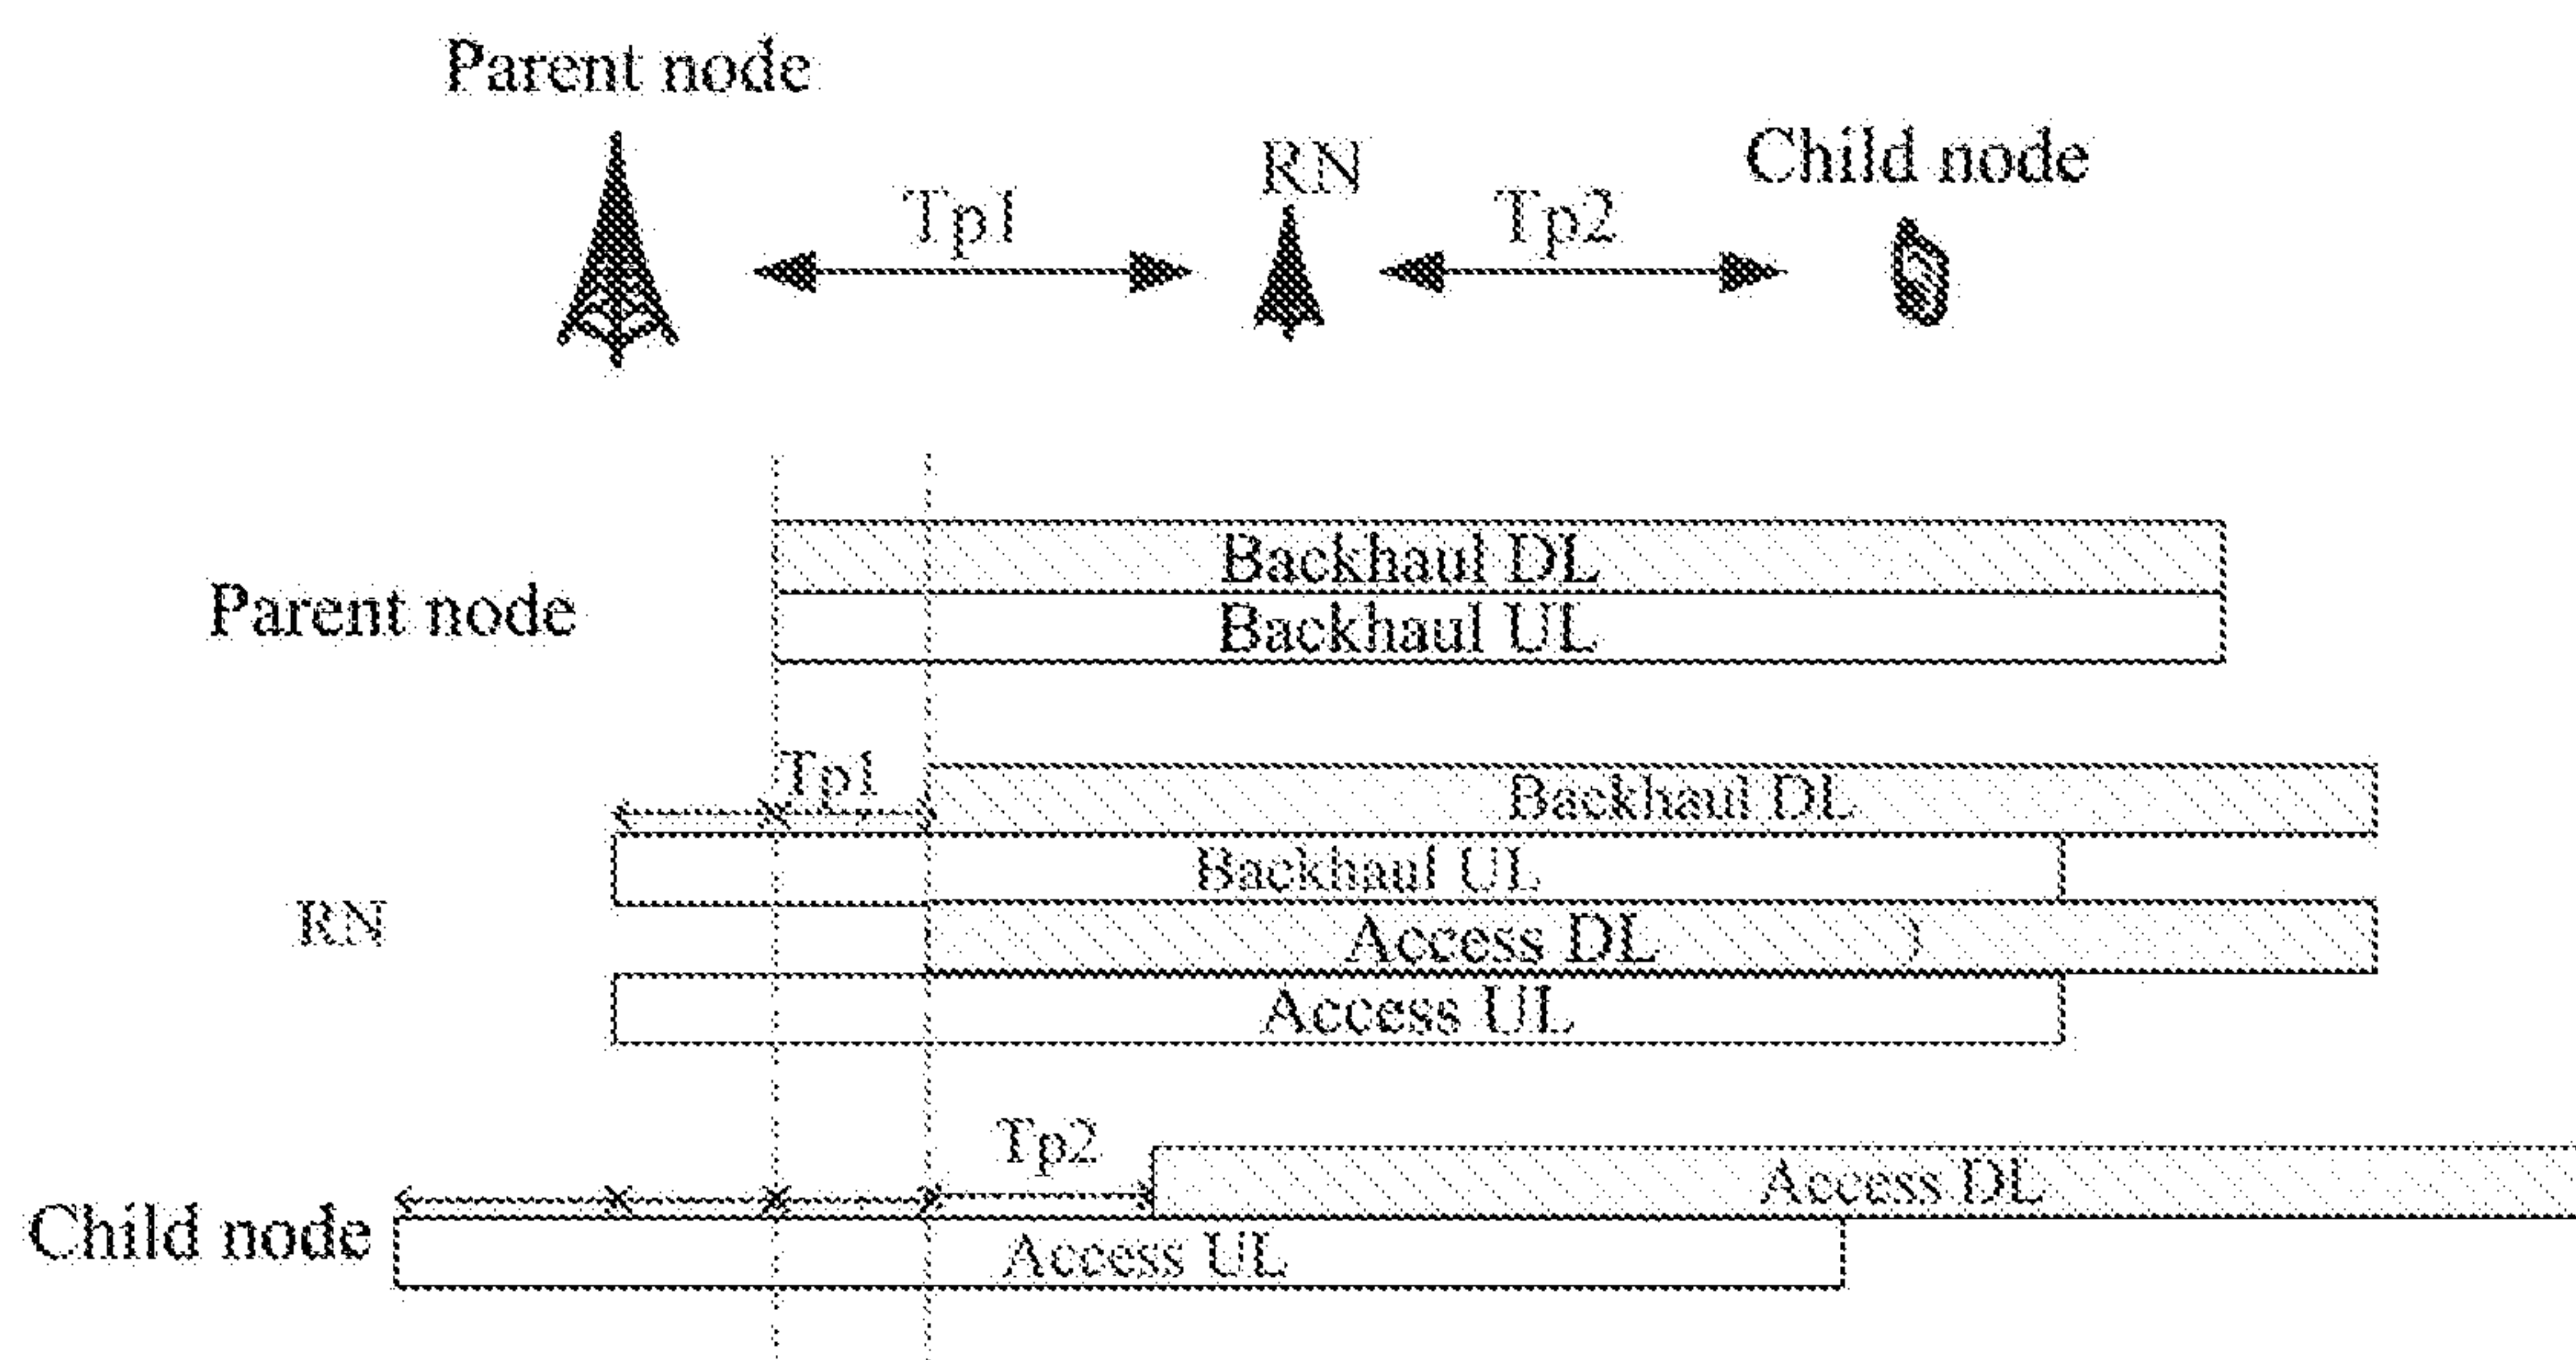 Parent node
RN
Child node
Tp1
Tp2
Backhaul DL
Parent node
Backhaul UL
Tp1
Backhaul DL
Backhaul UL
RN
Access DL )
Access UL
Tp2
Access DL
Child node
Access UL